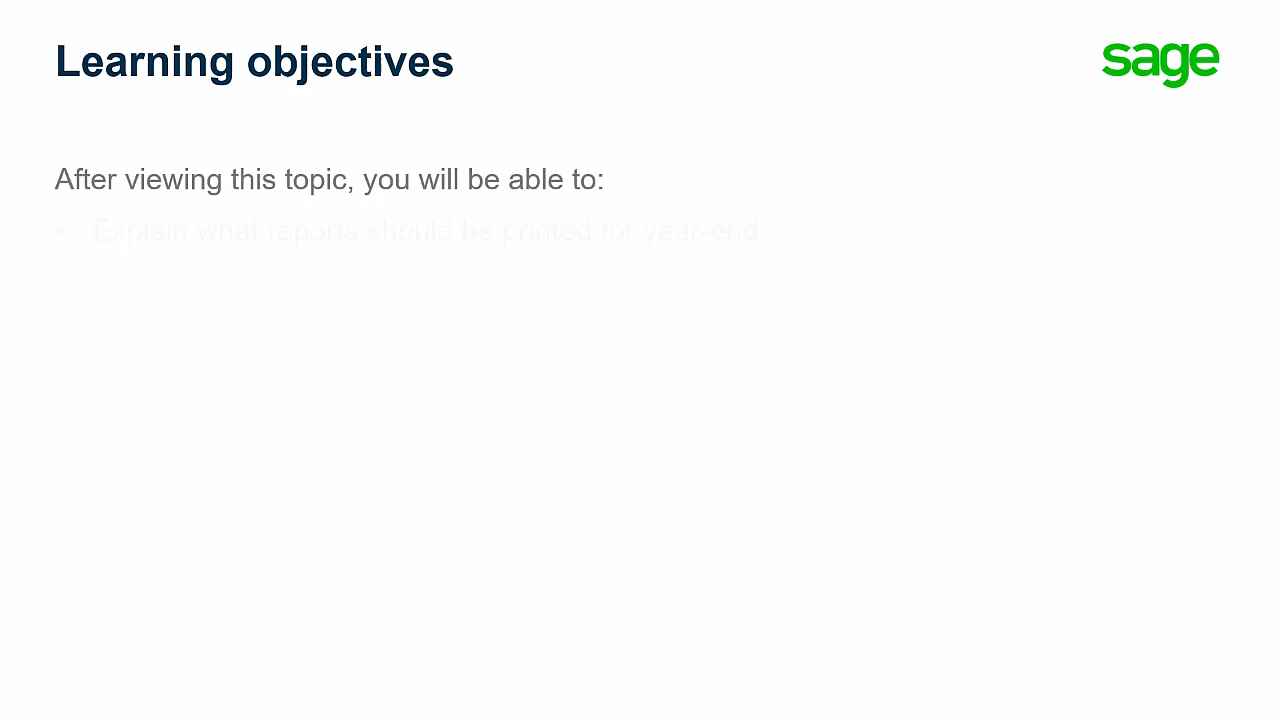 Learning objectives
sage
After viewing this topic, you will be able to:
• Explain what reports should be printed for year-end